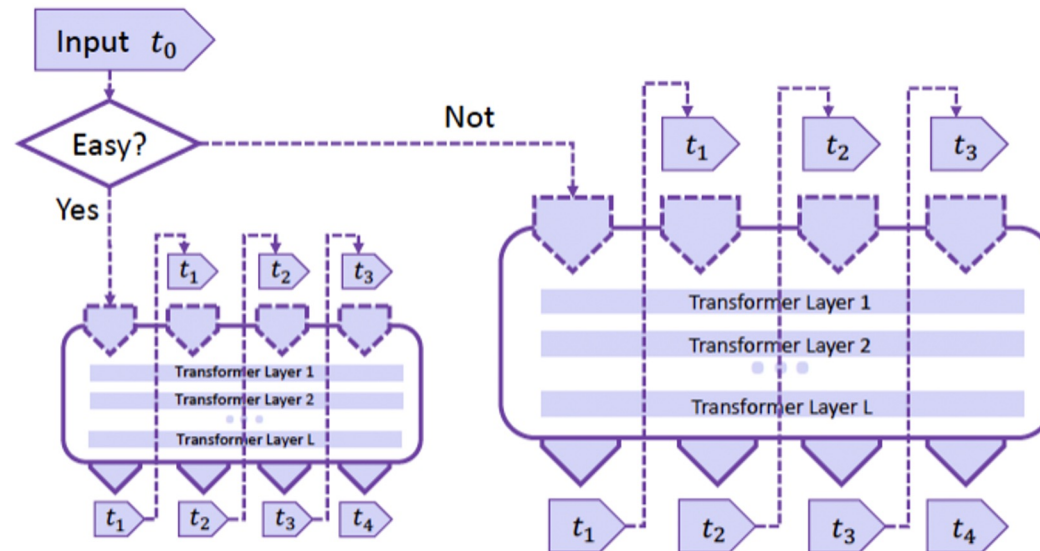 Input t₀
Easy?
Not
Yes
t₁ t₂ t₃
Transformer Layer 1
Transformer Layer 2
Transformer Layer L
t₁ t₂ t₃ t₄
t₁ t₂ t₃
Transformer Layer 1
Transformer Layer 2
Transformer Layer L
t₁ t₂ t₃ t₄